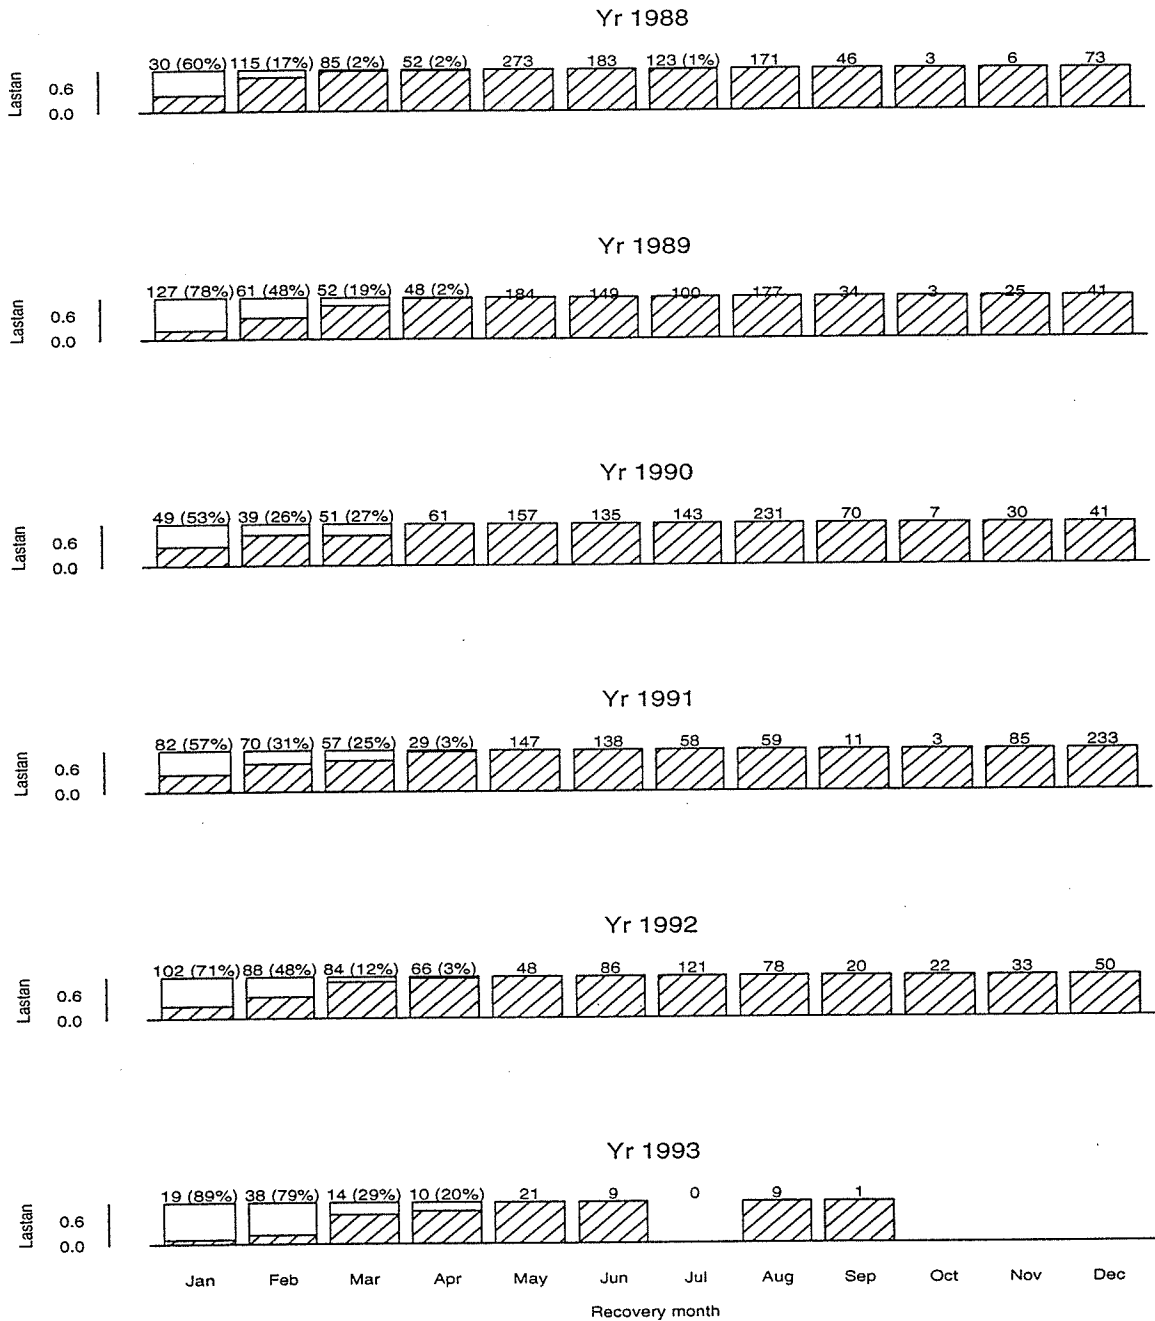 Yr 1988
30 (60%) 115 (17%) 85 (2%) 52 (2%) 273 183 123 (1%) 171 46 3 6 73
Lastan
0.6
0.0
Yr 1989
127 (78%) 61 (48%) 52 (19%) 48 (2%) 184 149 100 177 34 3 25 41
Lastan
0.6
0.0
Yr 1990
49 (53%) 39 (26%) 51 (27%) 61 157 135 143 231 70 7 30 41
Lastan
0.6
0.0
Yr 1991
82 (57%) 70 (31%) 57 (25%) 29 (3%) 147 138 58 59 11 3 85 233
Lastan
0.6
0.0
Yr 1992
102 (71%) 88 (48%) 84 (12%) 66 (3%) 48 86 121 78 20 22 33 50
Lastan
0.6
0.0
Yr 1993
19 (89%) 38 (79%) 14 (29%) 10 (20%) 21 9 0 9 1
Lastan
0.6
0.0
Jan Feb Mar Apr May Jun Jul Aug Sep Oct Nov Dec
Recovery month